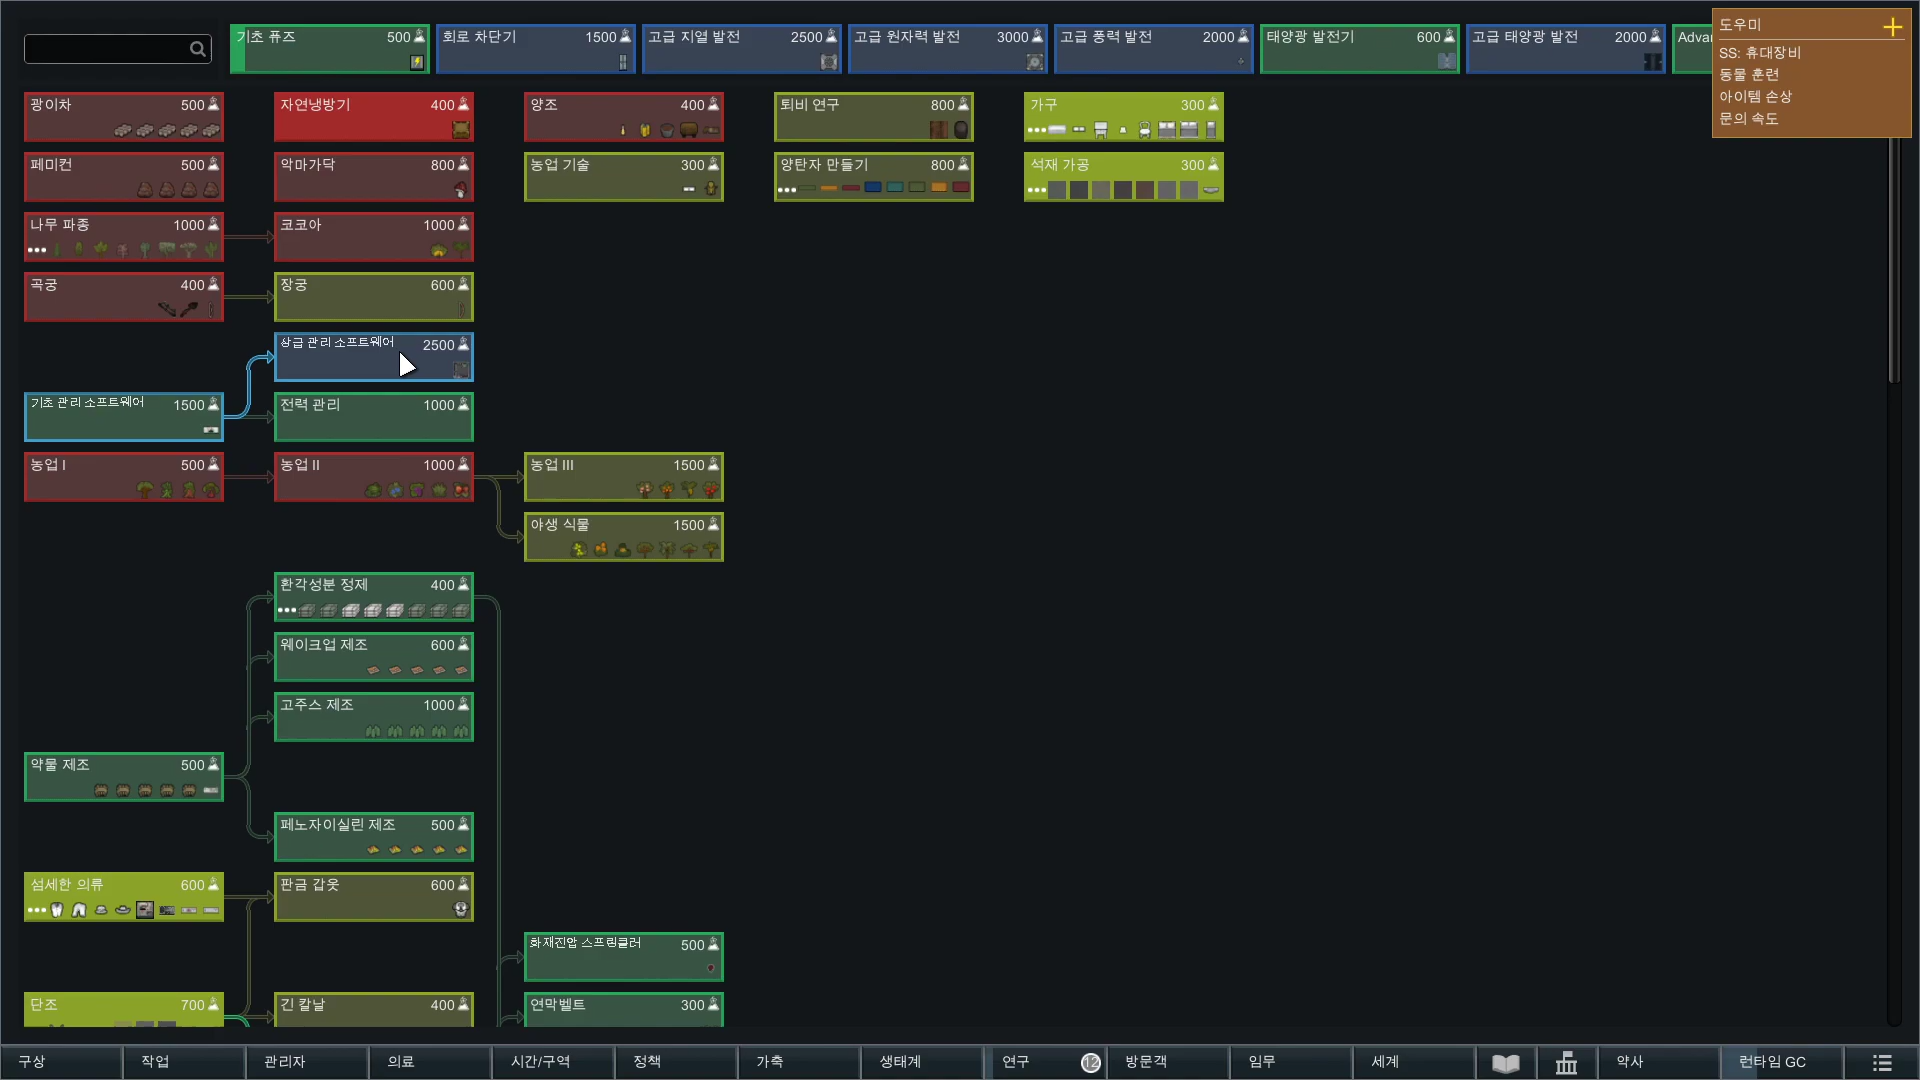 기초 퓨즈 500
회로 차단기 1500
고급 지열 발전 2500
고급 원자력 발전 3000
고급 풍력 발전 2000
태양광 발전기 600
고급 태양광 발전 2000
도우미
SS: 휴대장비
동물 훈련
아이템 손상
문의 속도
광이차 500
자연냉방기 400
양조 400
퇴비 연구 800
가구 300
페미컨 500
악마가닥 800
농업 기술 300
양탄자 만들기 800
석재 가공 300
나무 파종 1000
코코아 1000
곡궁 400
장궁 600
상급 관리 소프트웨어 2500
기초 관리 소프트웨어 1500
전력 관리 1000
농업 I 500
농업 II 1000
농업 III 1500
야생 식물 1500
환각성분 정제 400
웨이크업 제조 600
고주스 제조 1000
약물 제조 500
페노자이실린 제조 500
섬세한 의류 600
판금 갑옷 600
화재진압 스프링클러 500
단조 700
긴 칼날 400
연막벨트 300
구상
작업
관리자
의료
시간/구역
정책
가축
생태계
연구 12
방문객
임무
세계
약사
런타임 GC